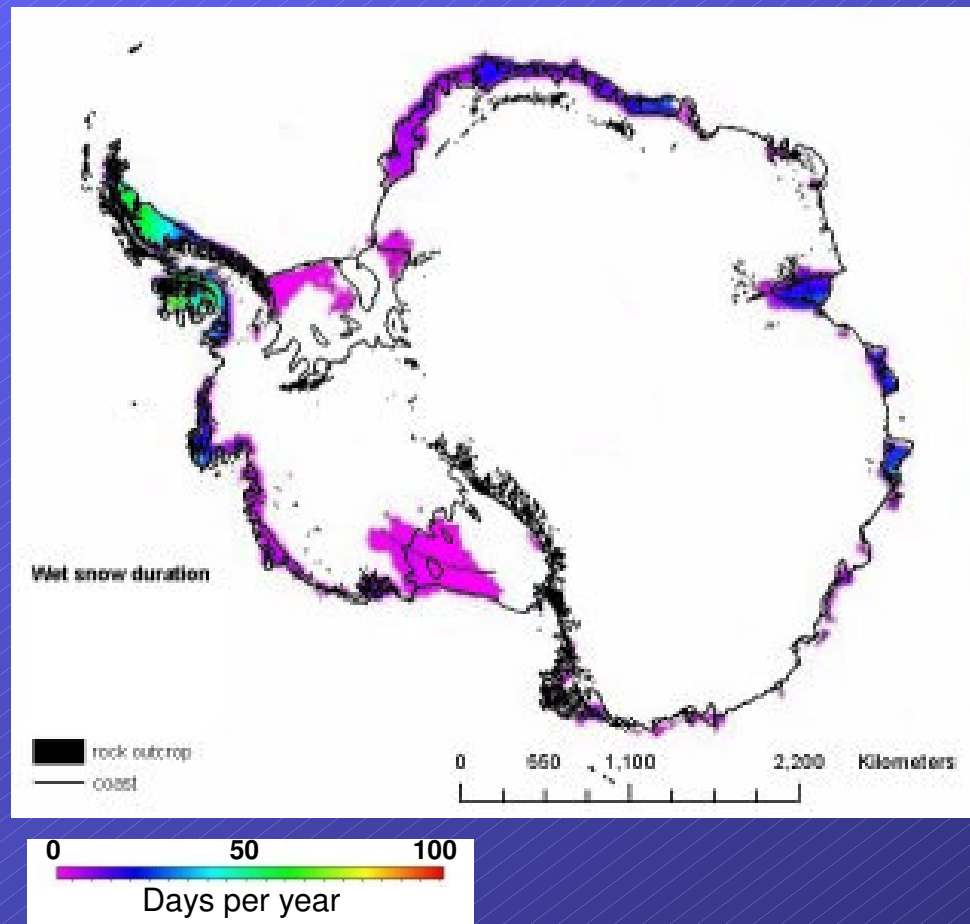 Wet snow duration
rock outcrop
coast
0 550 1,100 2,200 Kilometers
0 50 100
Days per year